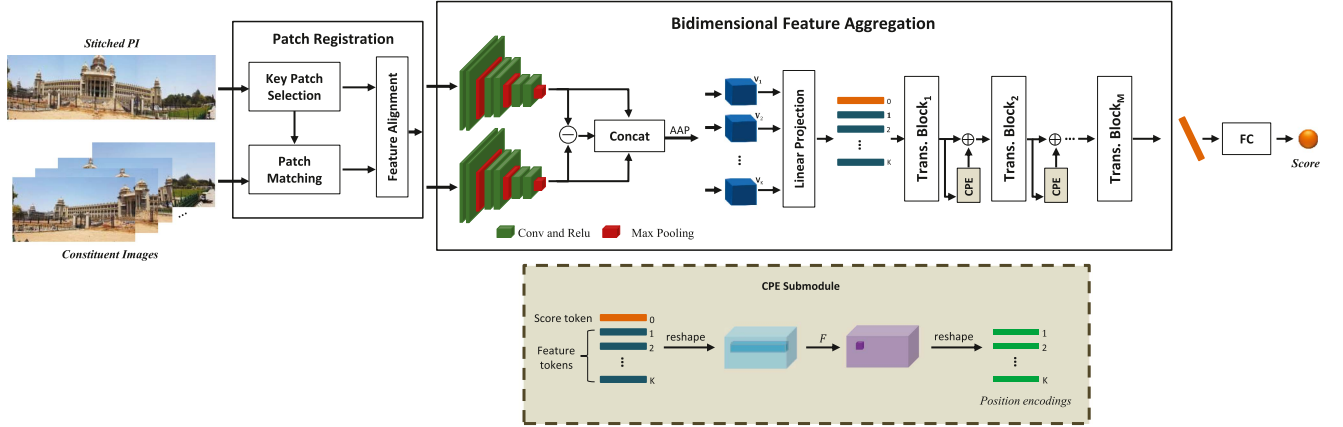 Stitched PI
Constituent Images
Patch Registration
Key Patch
Selection
Patch
Matching
Feature Alignment
Bidimensional Feature Aggregation
Concat
AAP
Conv and Relu
Max Pooling
V1
V2
...
VK
Linear Projection
0
1
2
...
K
Trans. Block1
CPE
Trans. Block2
CPE
...
Trans. BlockM
FC
Score
CPE Submodule
Score token
0
Feature
tokens
1
2
...
K
reshape
F
reshape
1
2
...
K
Position encodings